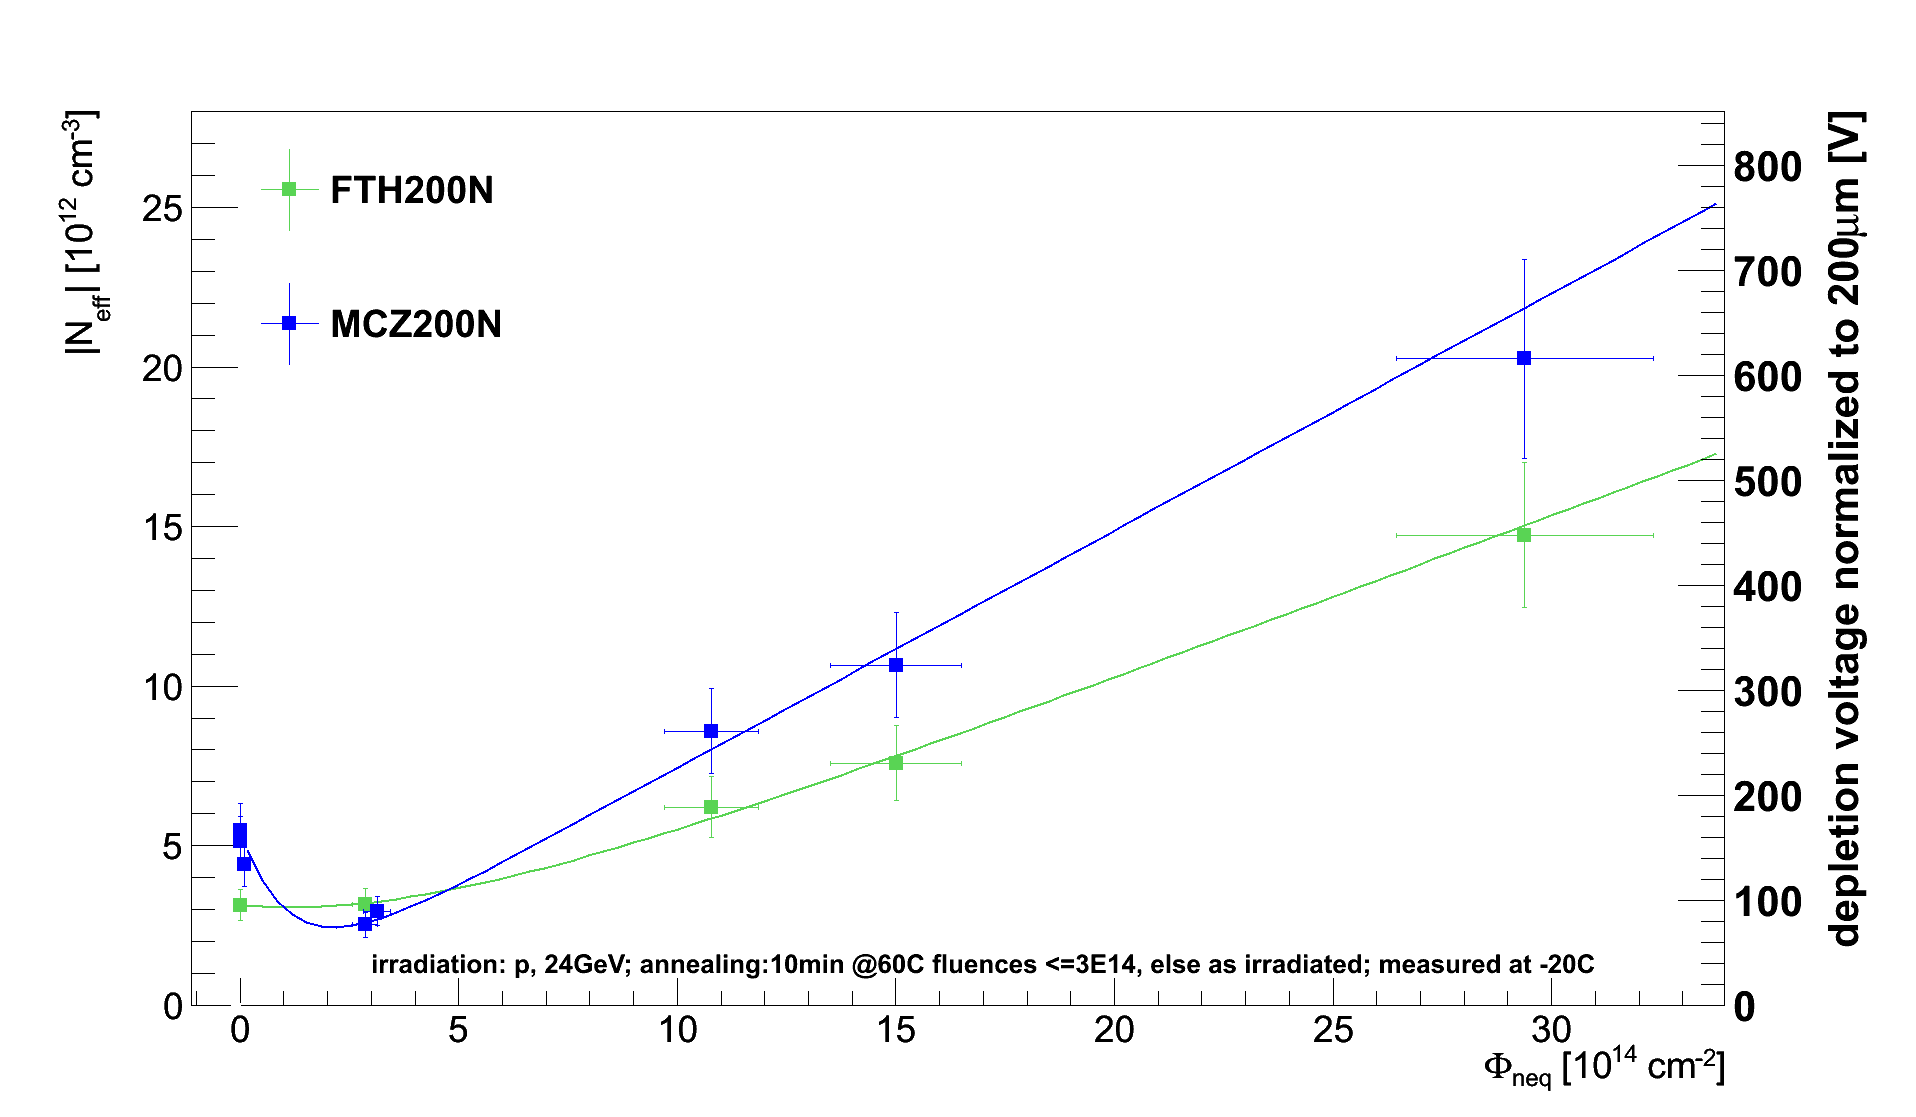 |Neff| [10^12 cm^-3]
25
20
15
10
5
0
FTH200N
MCZ200N
irradiation: p, 24GeV; annealing:10min @60C fluences <=3E14, else as irradiated; measured at -20C
0 5 10 15 20 25 30
Φneq [10^14 cm^-2]
800
700
600
500
400
300
200
100
0
depletion voltage normalized to 200μm [V]